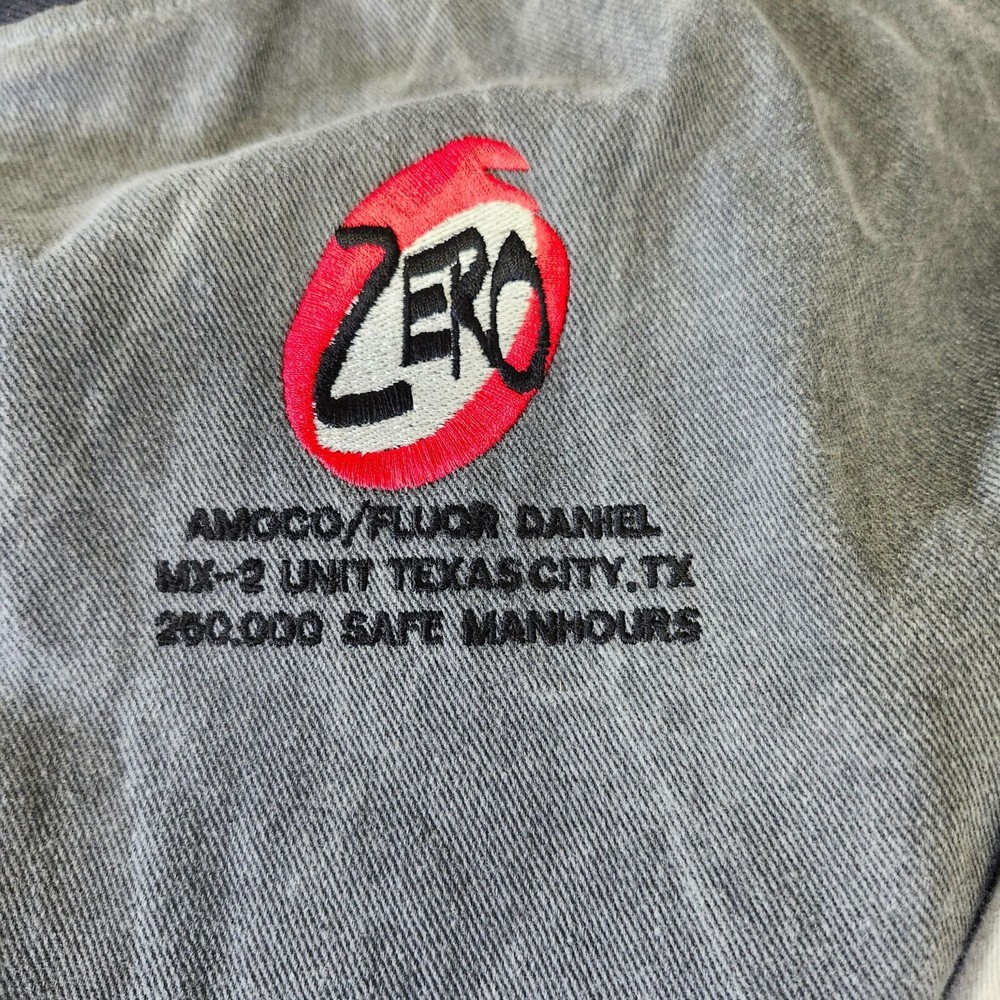 ZERO
AMOCO/FLUOR DANIEL
MX-2 UNIT TEXAS CITY, TX
250.000 SAFE MANHOURS